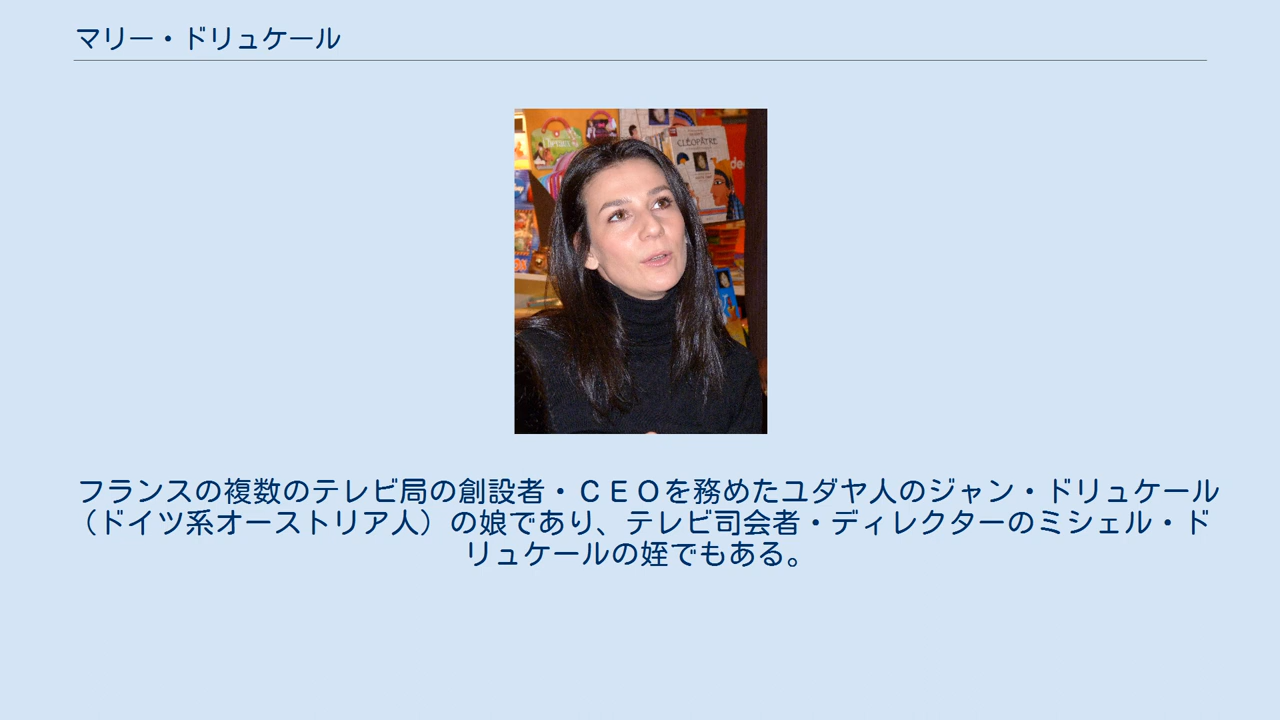 マリー・ドリュケール
CLEOPATRE
フランスの複数のテレビ局の創設者・ＣＥＯを務めたユダヤ人のジャン・ドリュケール
（ドイツ系オーストリア人）の娘であり、テレビ司会者・ディレクターのミシェル・ド
リュケールの姪でもある。